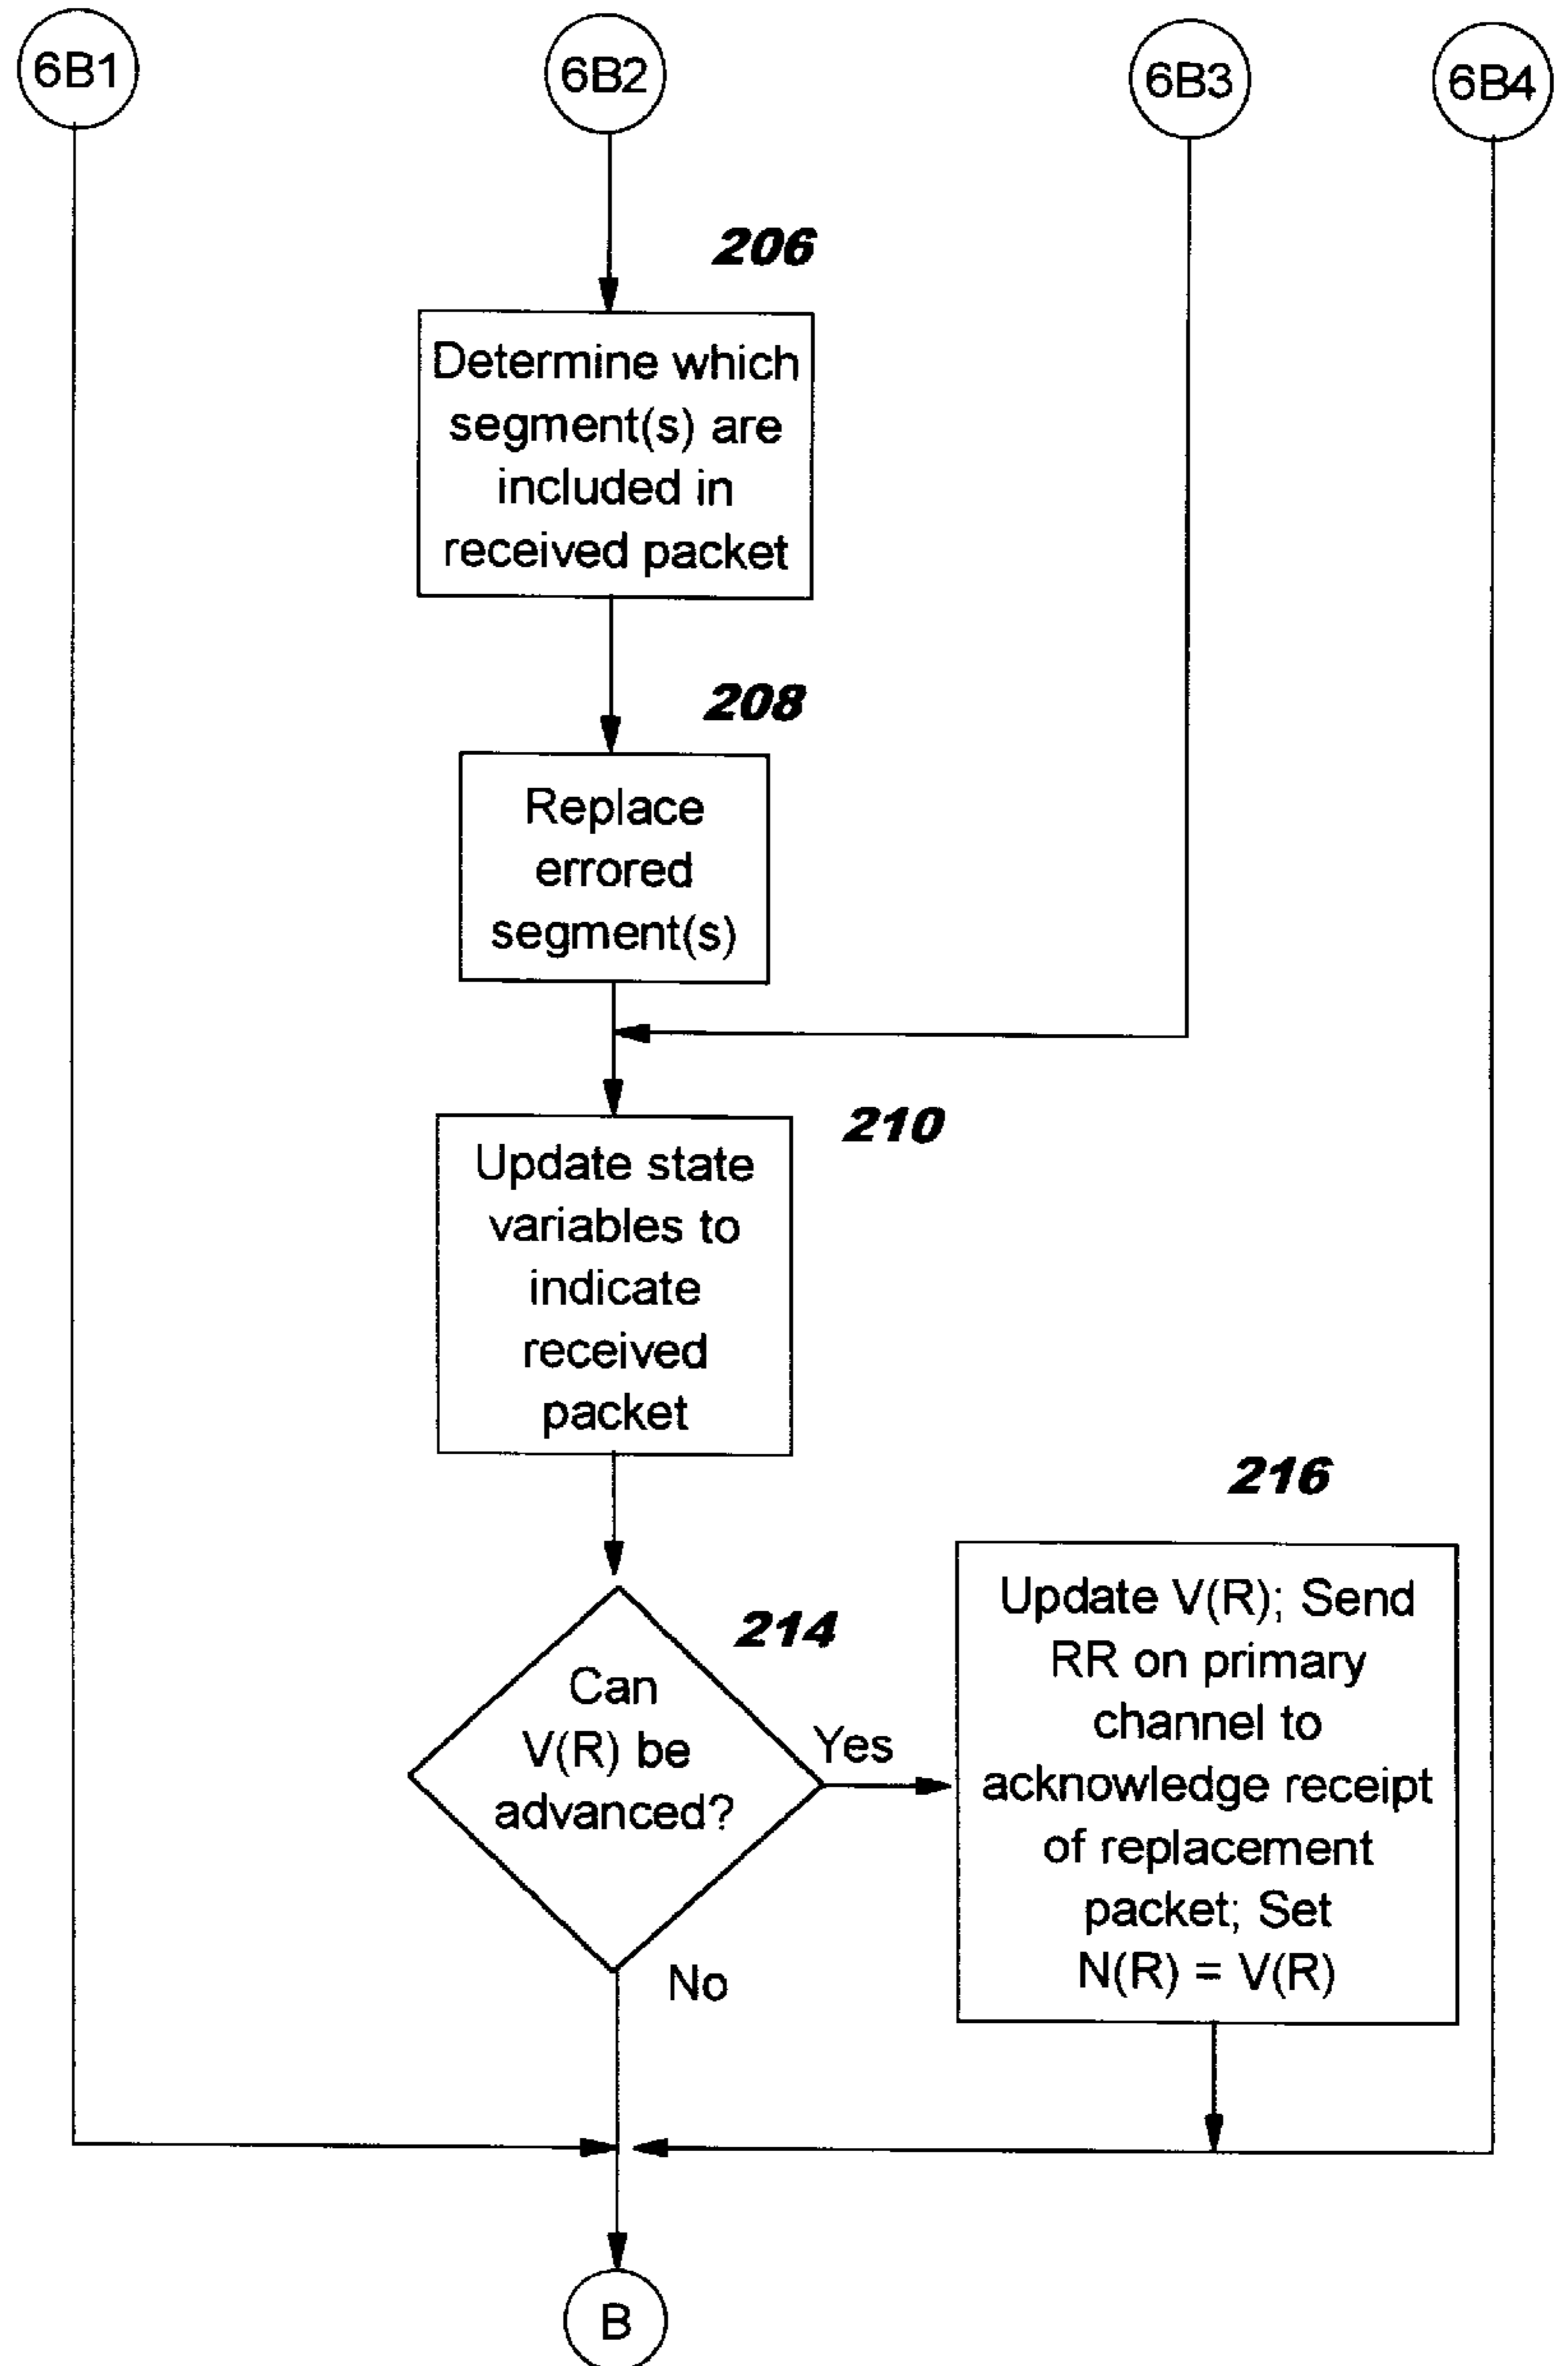 6B1
6B2
6B3
6B4
206
Determine which
segment(s) are
included in
received packet
208
Replace
errored
segment(s)
210
Update state
variables to
indicate
received
packet
216
Update V(R); Send
RR on primary
channel to
acknowledge receipt
of replacement
packet; Set
N(R) = V(R)
214
Can
V(R) be
advanced?
Yes
No
B